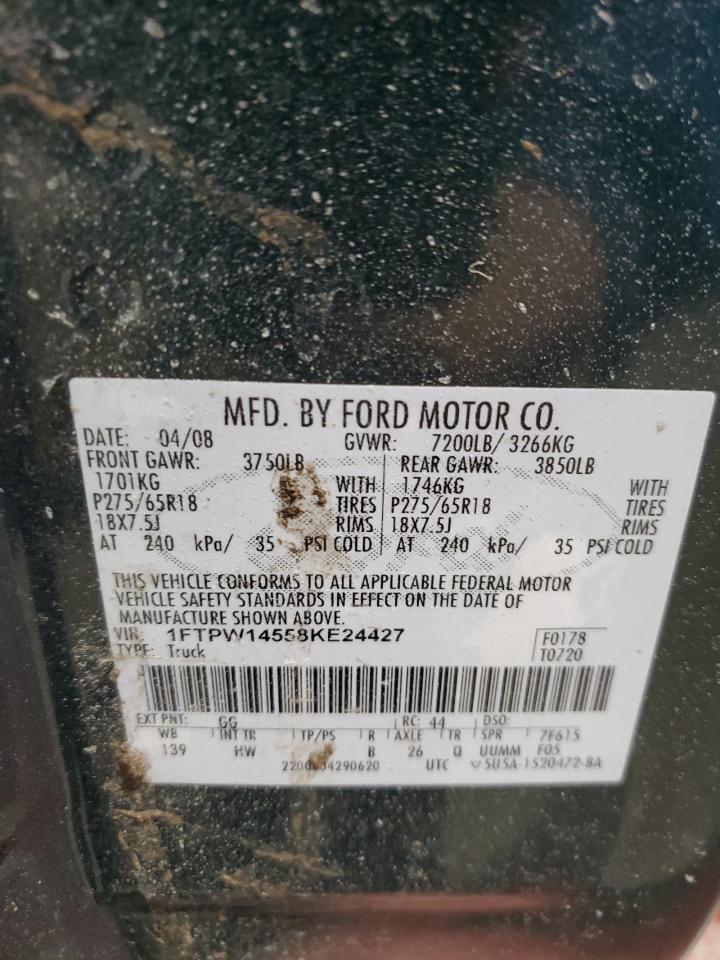 MFD. BY FORD MOTOR CO.
DATE: 04/08 GVWR: 7200LB/ 3266KG
FRONT GAWR: 3750LB REAR GAWR: 3850LB
1701KG WITH 1746KG WITH
P275/65R18 TIRES P275/65R18 TIRES
18X7.5J RIMS 18X7.5J RIMS
AT 240 kPa/ 35 PSI COLD AT 240 kPa/ 35 PSI COLD
THIS VEHICLE CONFORMS TO ALL APPLICABLE FEDERAL MOTOR
VEHICLE SAFETY STANDARDS IN EFFECT ON THE DATE OF
MANUFACTURE SHOWN ABOVE.
VIN: 1FTPW14558KE24427 F0178
TYPE: Truck T0720
EXT PNT: GG RC: 44 DSO:
WB INT TR TP/PS R AXLE TR SPR 7F615
139 HW B 26 Q UUMM F05
UTC ▽5U5A-1520472-BA